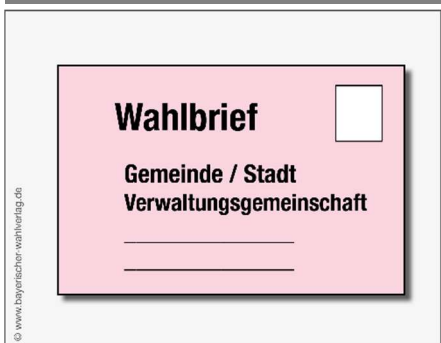 Wahlbrief
Gemeinde / Stadt
Verwaltungsgemeinschaft
© www.bayerischer-wahlverlag.de